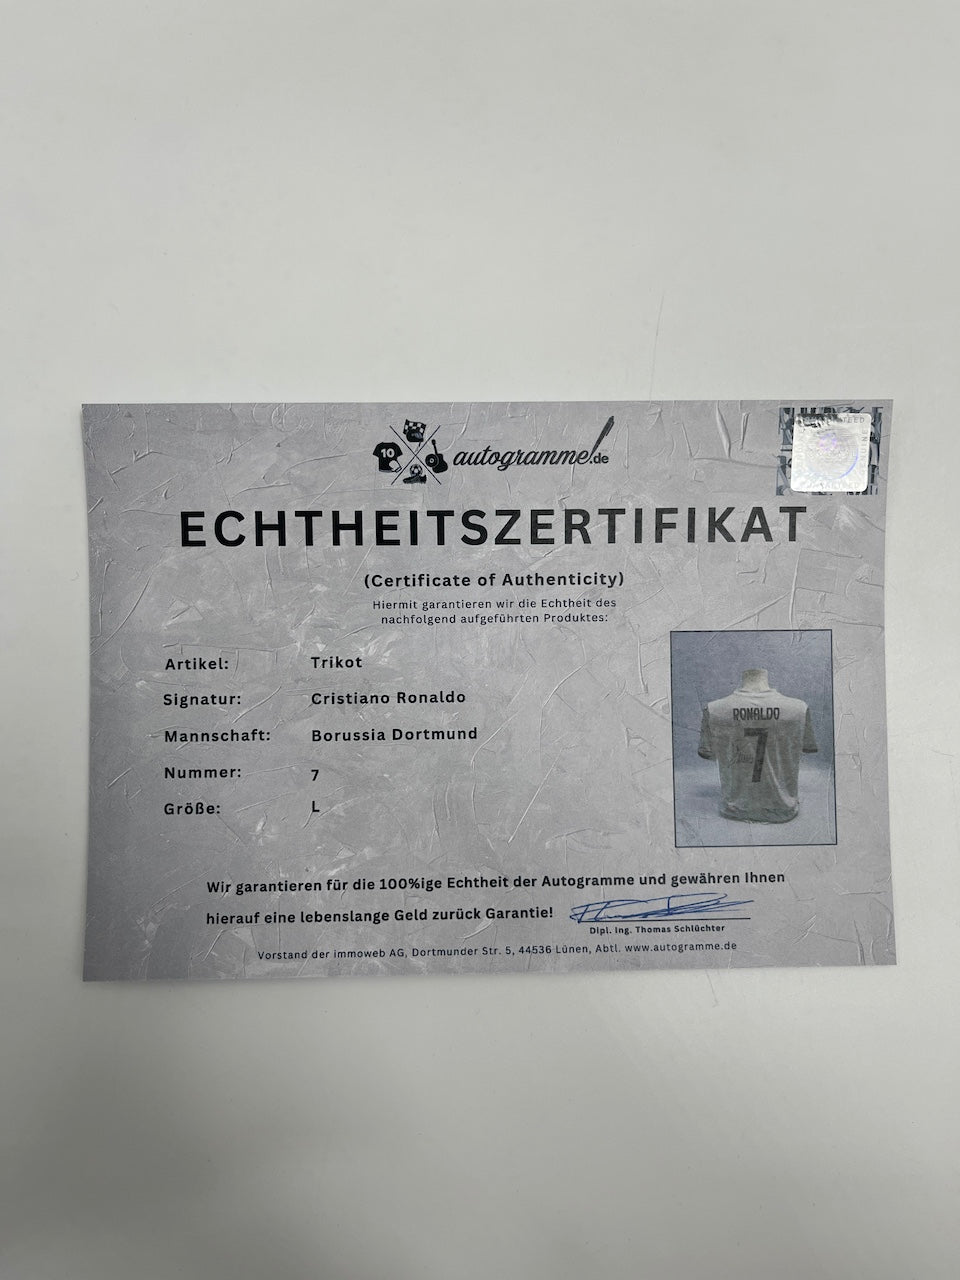 10
autogramme!.de
ECHTHEITSZERTIFIKAT
(Certificate of Authenticity)
Hiermit garantieren wir die Echtheit des
nachfolgend aufgeführten Produktes:
Artikel: Trikot
Signatur: Cristiano Ronaldo
Mannschaft: Borussia Dortmund
Nummer: 7
Größe: L
RONALDO
7
Wir garantieren für die 100%ige Echtheit der Autogramme und gewähren Ihnen
hierauf eine lebenslange Geld zurück Garantie!
Dipl. Ing. Thomas Schlüchter
Vorstand der immoweb AG, Dortmunder Str. 5, 44536 Lünen, Abtl. www.autogramme.de